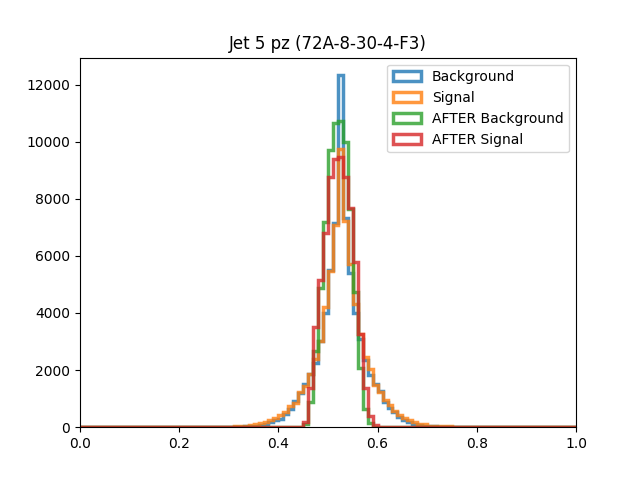 Jet 5 pz (72A-8-30-4-F3)
Background
Signal
AFTER Background
AFTER Signal
12000
10000
8000
6000
4000
2000
0
0.0 0.2 0.4 0.6 0.8 1.0